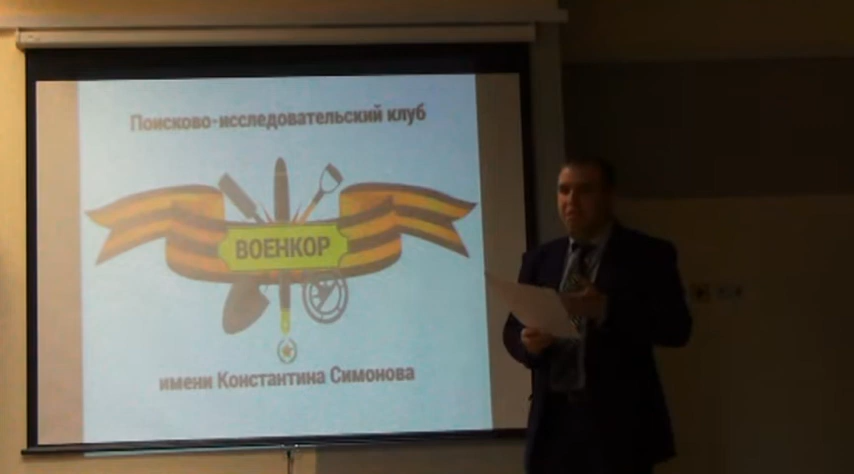 Поисково-исследовательский клуб
ВОЕНКОР
имени Константина Симонова